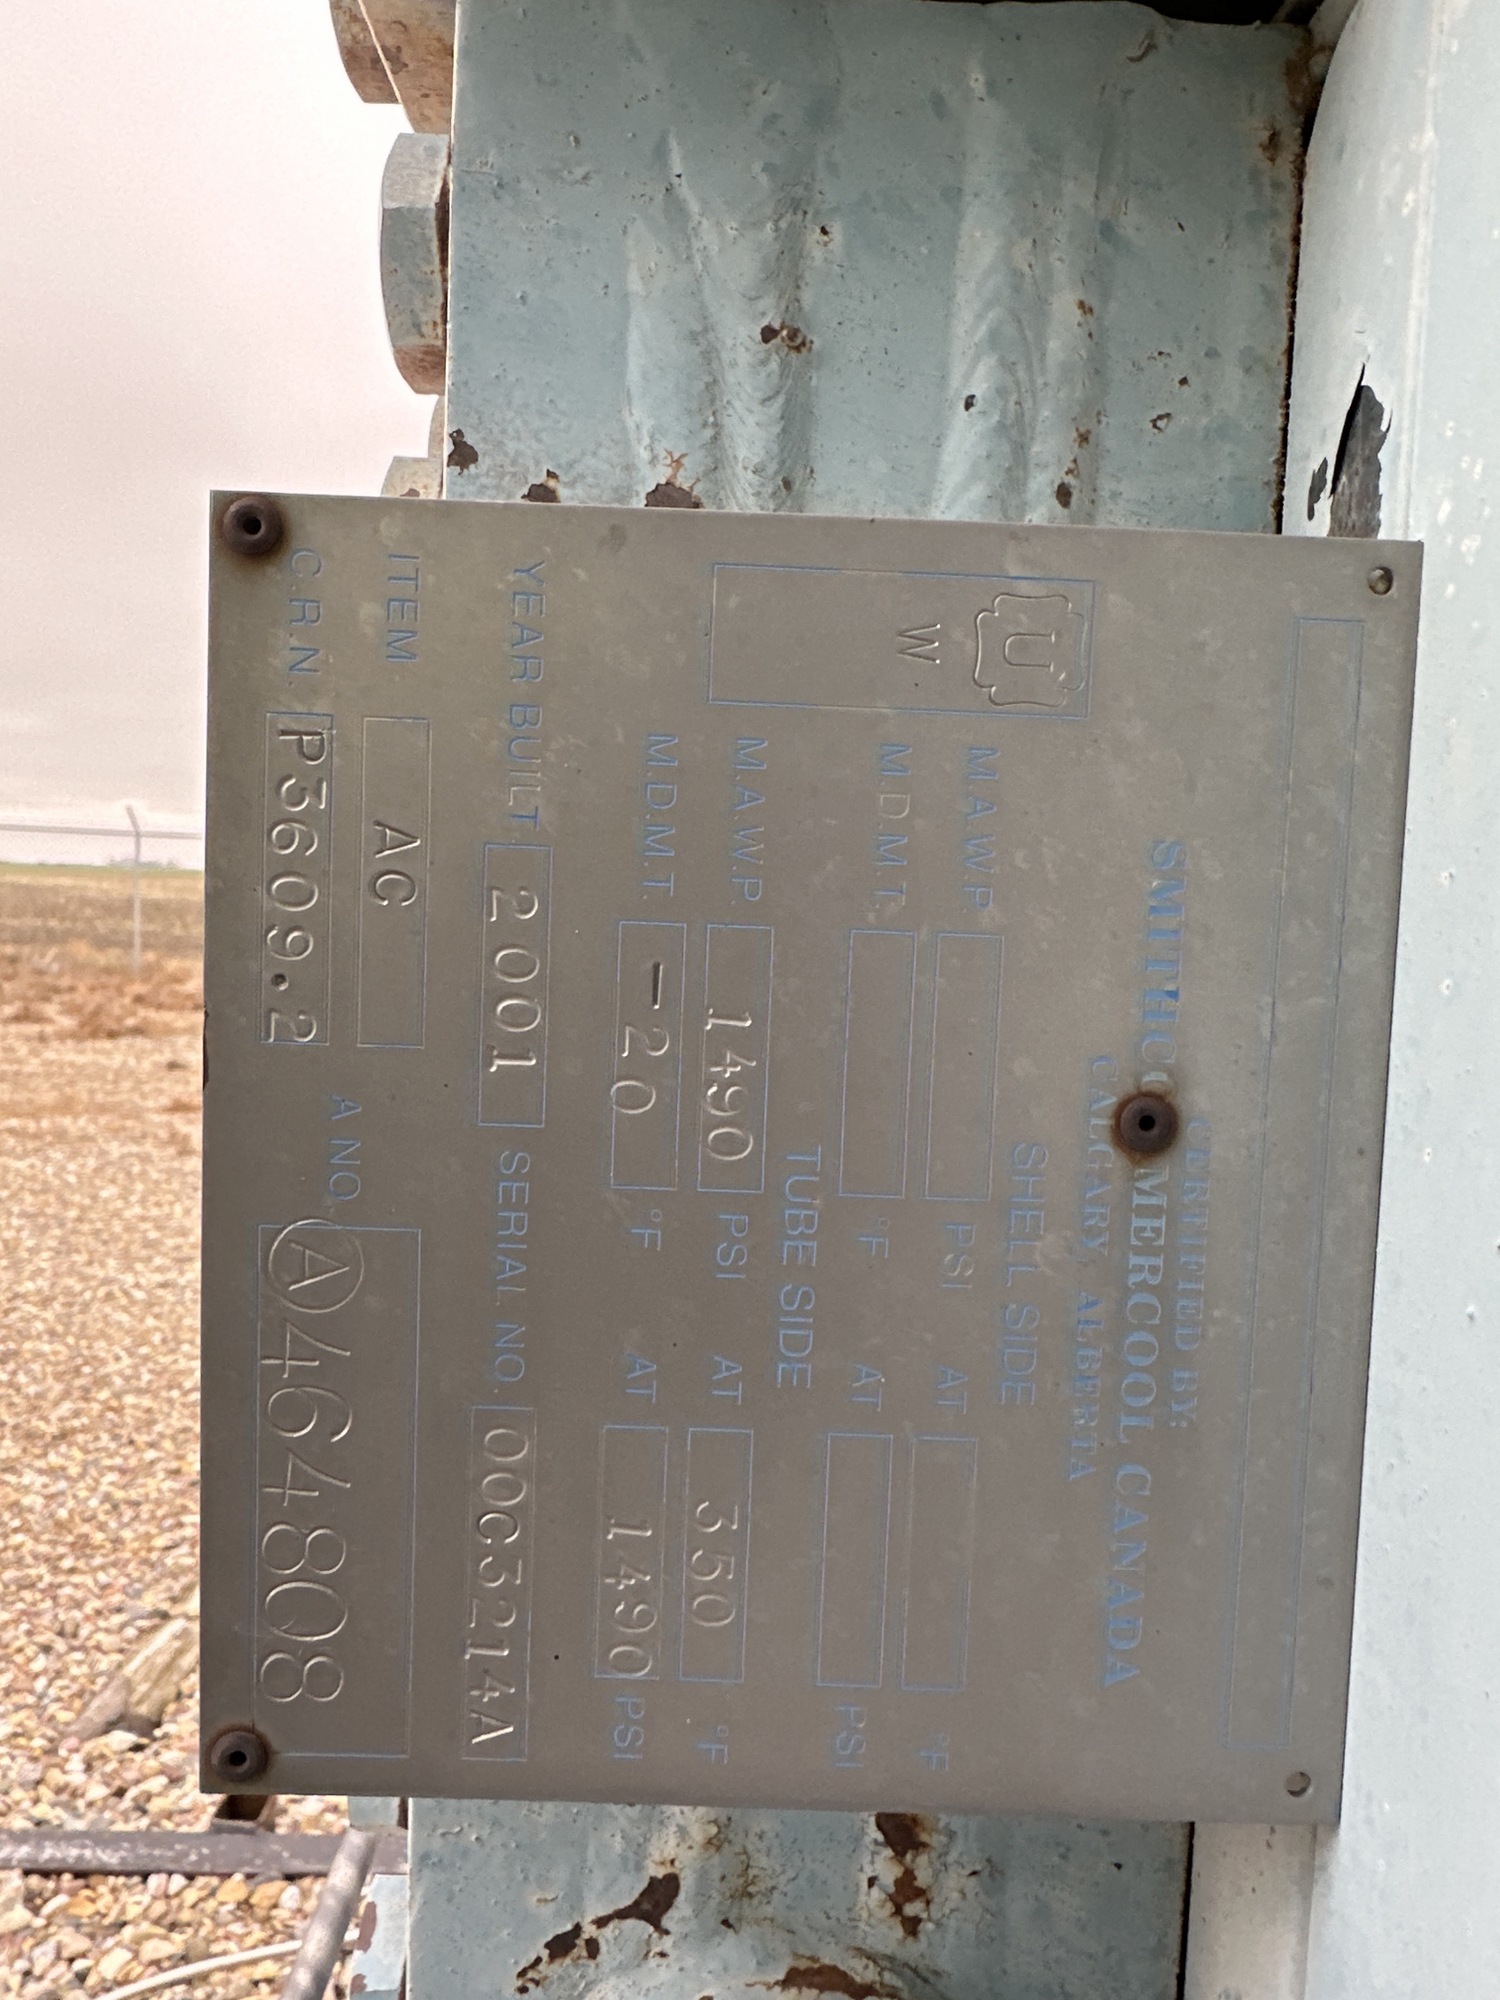 CERTIFIED BY:
SMITHCO MERCOOL CANADA
CALGARY, ALBERTA
U
W
SHELL SIDE
M.A.W.P. PSI AT °F
M.D.M.T. °F AT PSI
TUBE SIDE
M.A.W.P. 1490 PSI AT 350 °F
M.D.M.T. -20 °F AT 1490 PSI
YEAR BUILT 2001 SERIAL NO. 00C3214A
ITEM AC
C.R.N. P3609.2 A NO. A464808